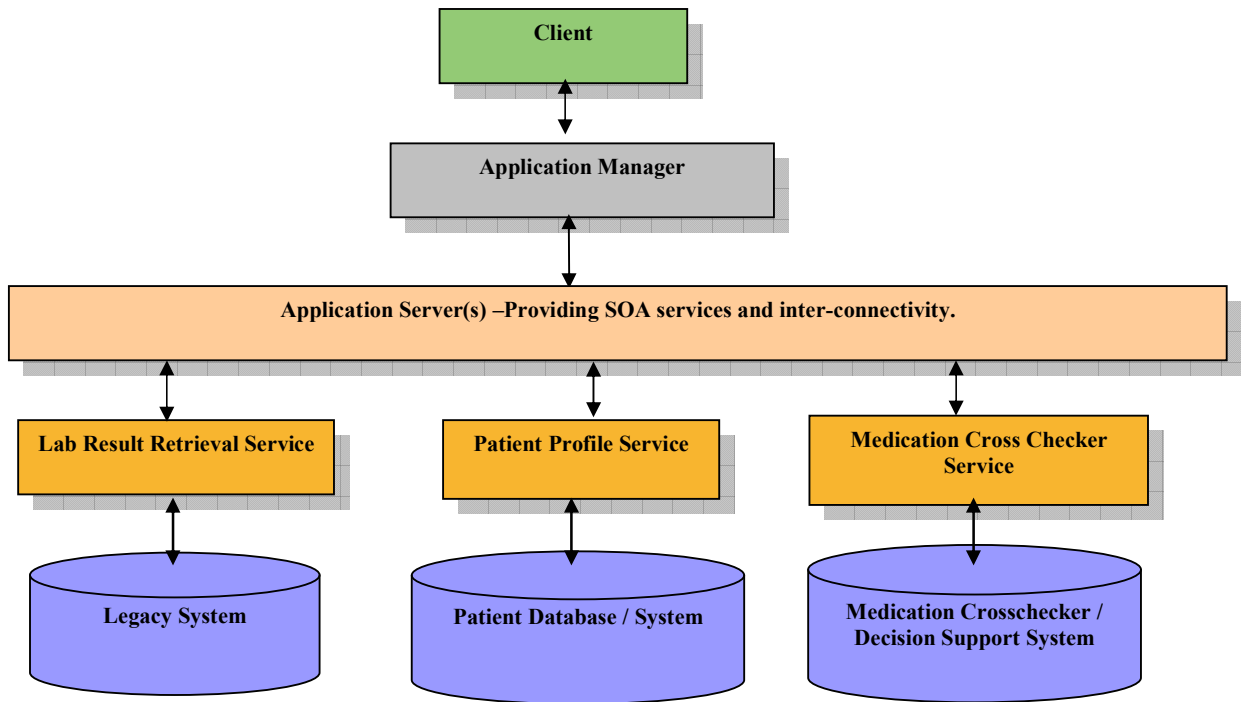 Client
Application Manager
Application Server(s) –Providing SOA services and inter-connectivity.
Lab Result Retrieval Service
Patient Profile Service
Medication Cross Checker
Service
Legacy System
Patient Database / System
Medication Crosschecker /
Decision Support System